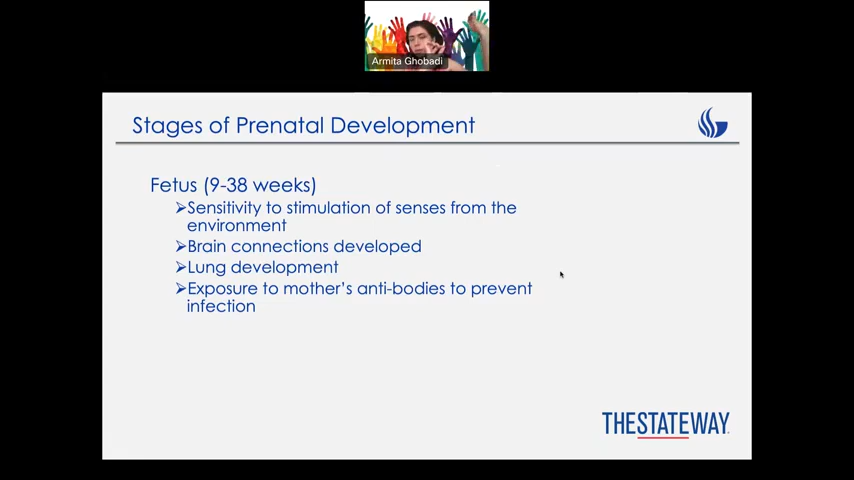 Armita Ghobadi
Stages of Prenatal Development
Fetus (9-38 weeks)
➢Sensitivity to stimulation of senses from the
environment
➢Brain connections developed
➢Lung development
➢Exposure to mother's anti-bodies to prevent
infection
THESTATEWAY.